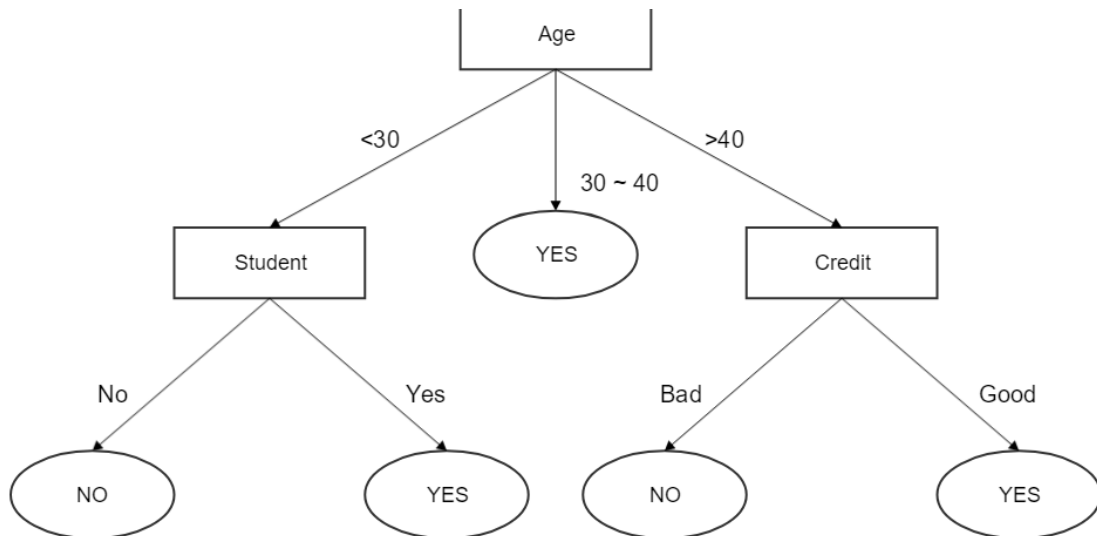 Age
<30
>40
30 ~ 40
YES
Student
Credit
No
Yes
Bad
Good
NO
YES
NO
YES